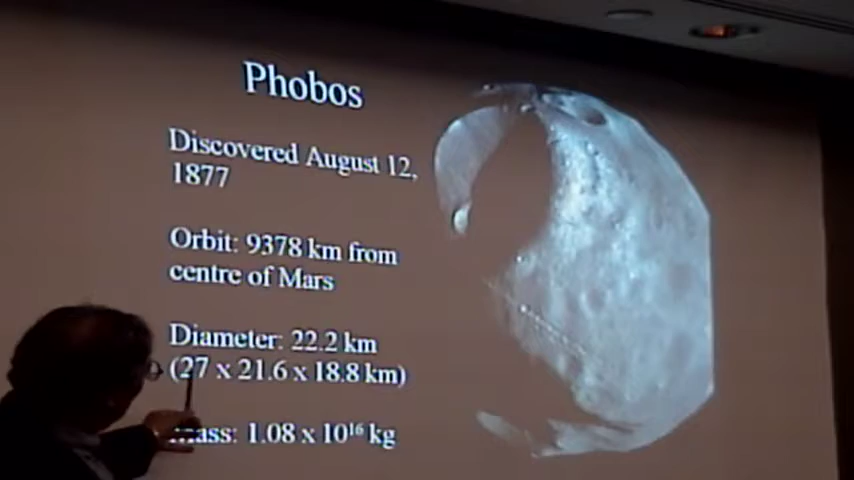 Phobos
Discovered August 12,
1877
Orbit: 9378 km from
centre of Mars
Diameter: 22.2 km
(27 x 21.6 x 18.8 km)
mass: 1.08 x 10¹⁶ kg